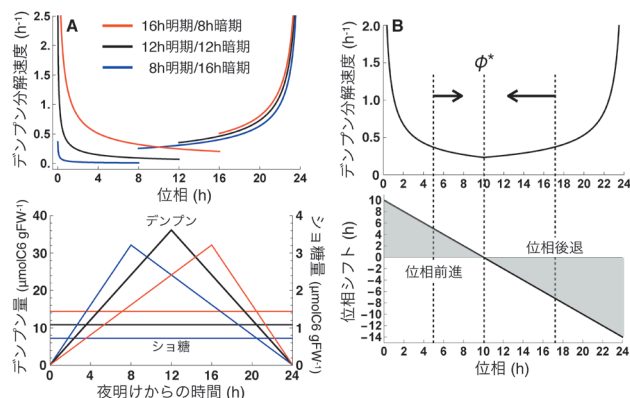 A
16h明期/8h暗期
12h明期/12h暗期
8h明期/16h暗期
デンプン分解速度 (h-1)
2.5
2.0
1.5
1.0
0.5
0.
0 4 8 12 16 20 24
位相 (h)
デンプン
ショ糖
デンプン量 (μmolC6 gFW-1)
40
30
20
10
0
ショ糖量 (μmolC6 gFW-1)
4
3
2
1
0
0 4 8 12 16 20 24
夜明けからの時間 (h)
B
ϕ*
デンプン分解速度 (h-1)
2.0
1.5
1.0
0.5
0
0 2 4 6 8 10 12 14 16 18 20 22 24
位相前進
位相後退
位相シフト (h)
10
8
6
4
2
0
-2
-4
-6
-8
-10
-12
-14
0 2 4 6 8 10 12 14 16 18 20 22 24
位相 (h)